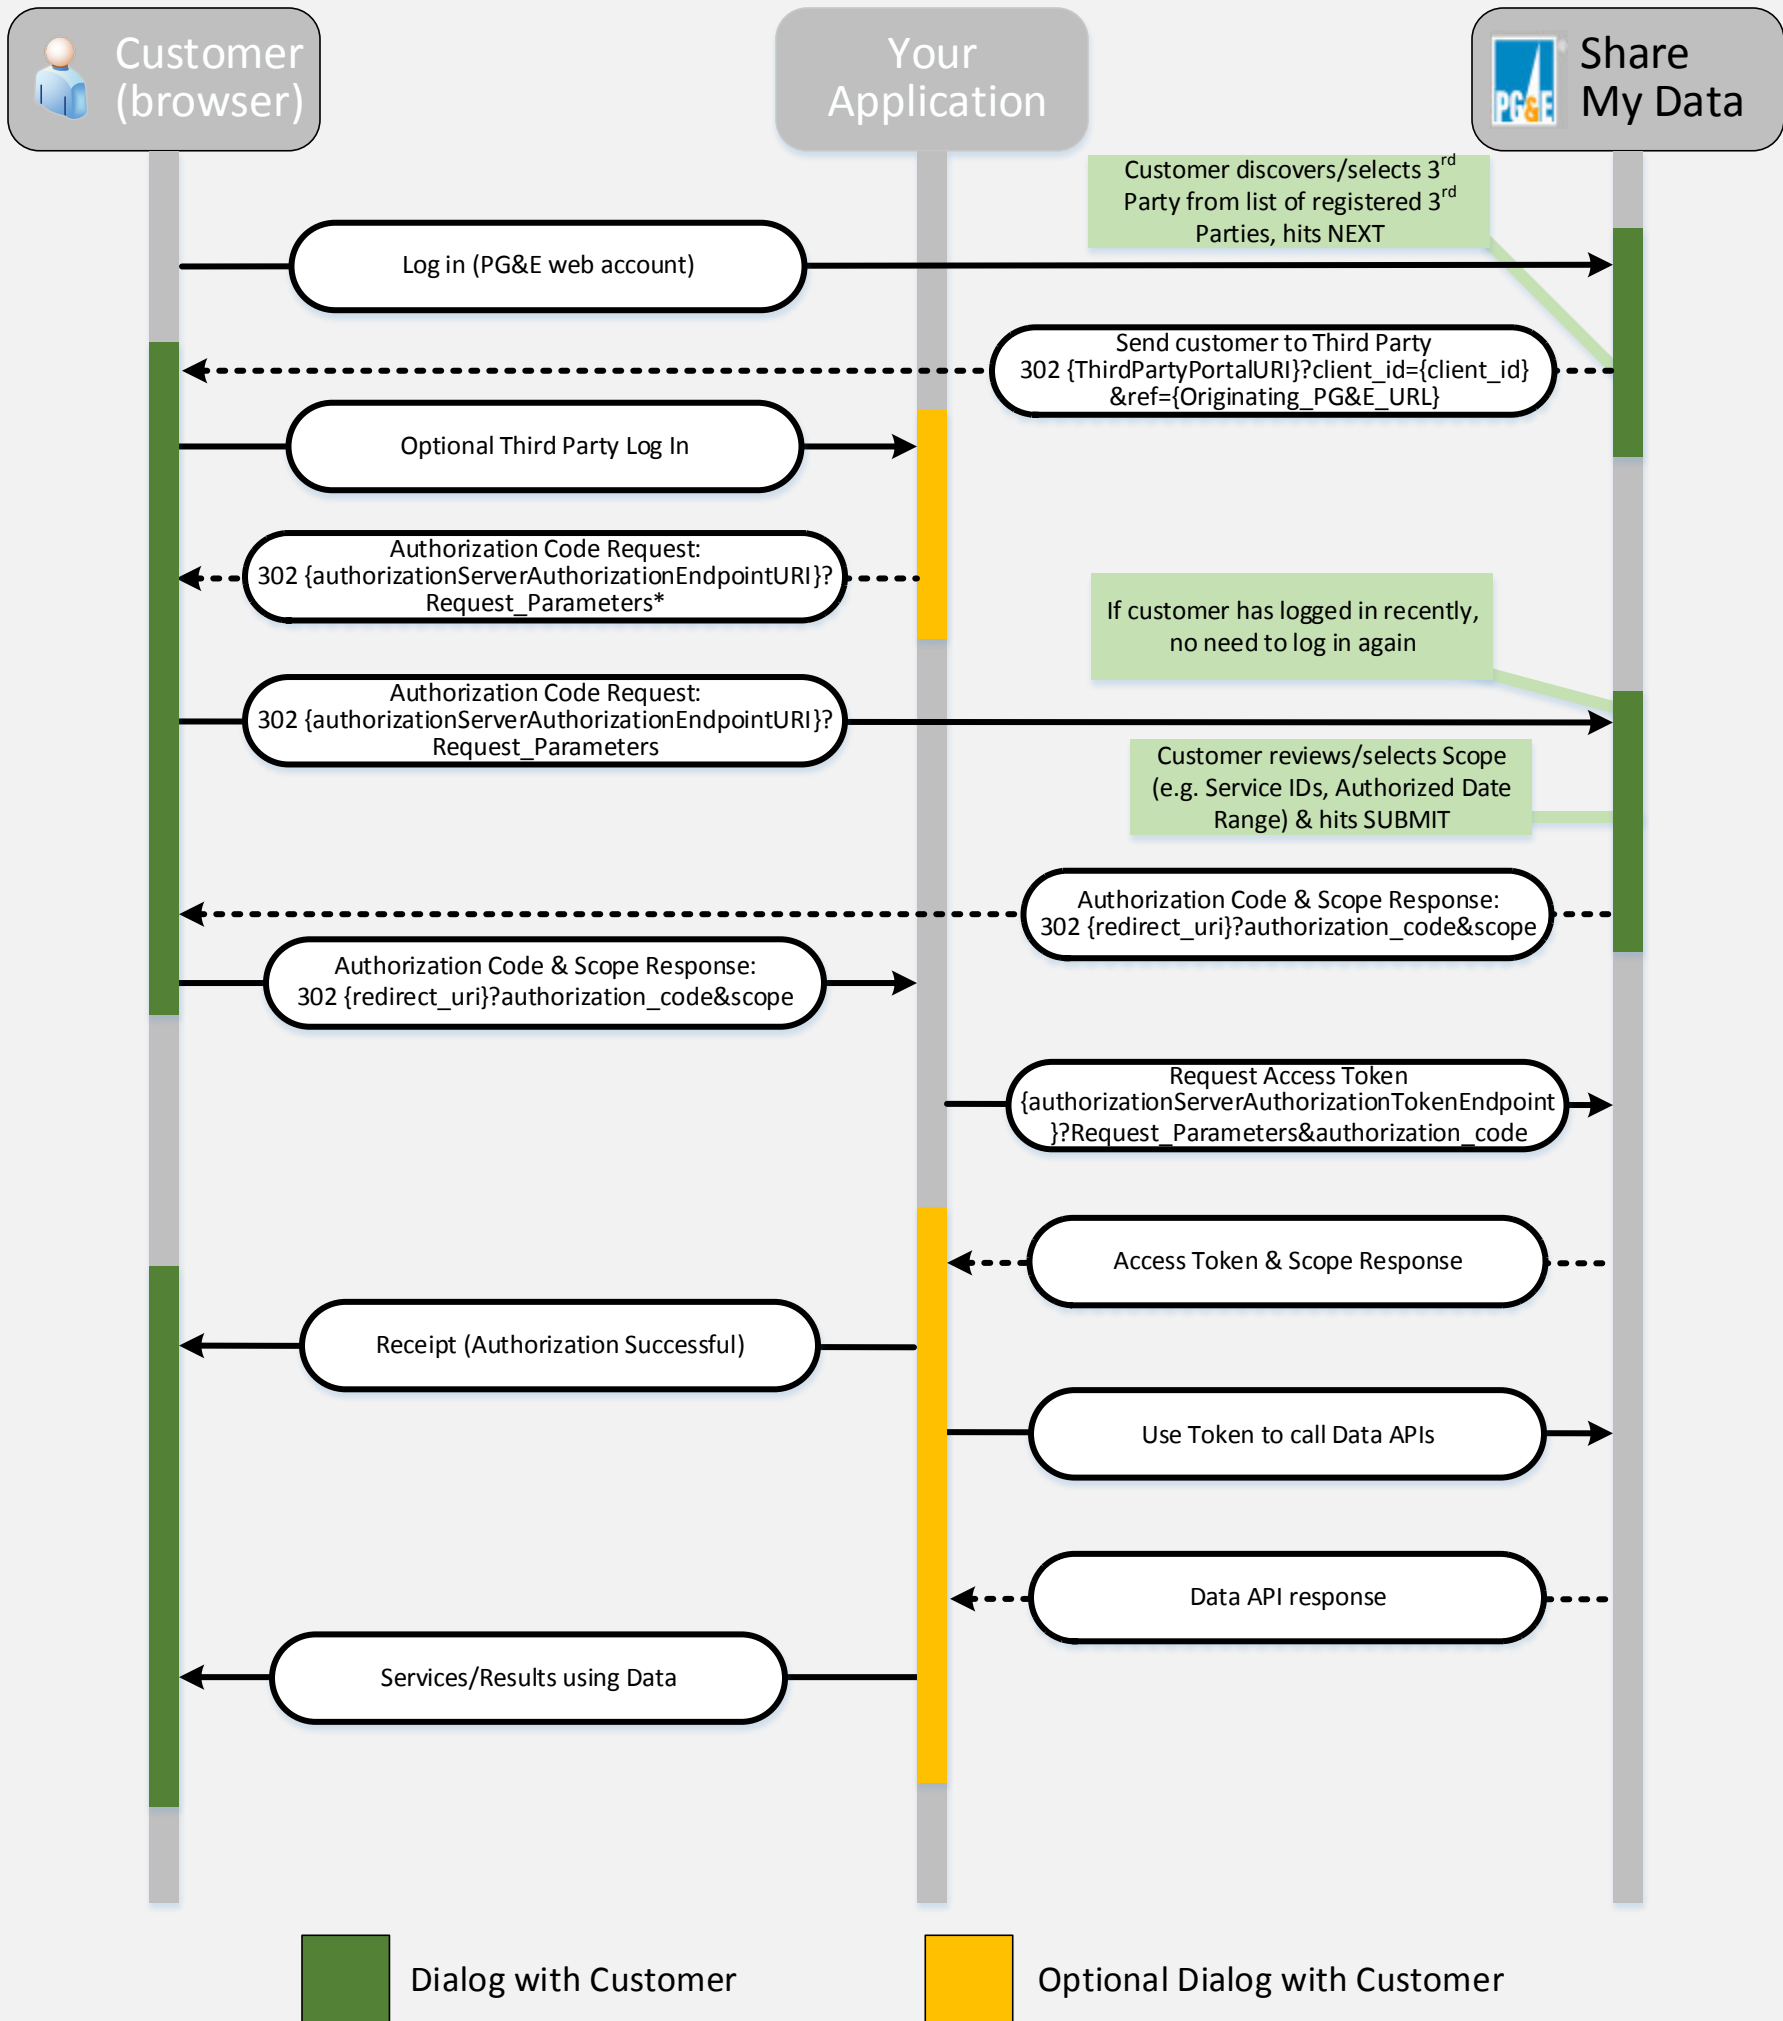 Customer
(browser)
Your
Application
PG&E
Share
My Data
Customer discovers/selects 3rd
Party from list of registered 3rd
Parties, hits NEXT
Log in (PG&E web account)
Send customer to Third Party
302 {ThirdPartyPortalURI}?client_id={client_id}
&ref={Originating_PG&E_URL}
Optional Third Party Log In
Authorization Code Request:
302 {authorizationServerAuthorizationEndpointURI}?
Request_Parameters*
If customer has logged in recently,
no need to log in again
Authorization Code Request:
302 {authorizationServerAuthorizationEndpointURI}?
Request_Parameters
Customer reviews/selects Scope
(e.g. Service IDs, Authorized Date
Range) & hits SUBMIT
Authorization Code & Scope Response:
302 {redirect_uri}?authorization_code&scope
Authorization Code & Scope Response:
302 {redirect_uri}?authorization_code&scope
Request Access Token
{authorizationServerAuthorizationTokenEndpoint
}?Request_Parameters&authorization_code
Access Token & Scope Response
Receipt (Authorization Successful)
Use Token to call Data APIs
Data API response
Services/Results using Data
Dialog with Customer
Optional Dialog with Customer